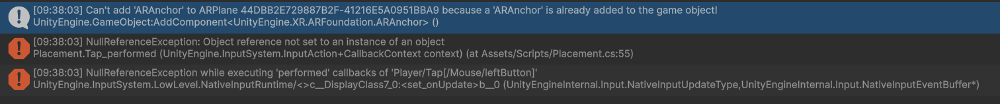 [09:38:03] Can't add 'ARAnchor' to ARPlane 44DBB2E729887B2F-41216E5A0951BBA9 because a 'ARAnchor' is already added to the game object!
UnityEngine.GameObject:AddComponent<UnityEngine.XR.ARFoundation.ARAnchor> ()
[09:38:03] NullReferenceException: Object reference not set to an instance of an object
Placement.Tap_performed (UnityEngine.InputSystem.InputAction+CallbackContext context) (at Assets/Scripts/Placement.cs:55)
[09:38:03] NullReferenceException while executing 'performed' callbacks of 'Player/Tap[/Mouse/leftButton]'
UnityEngine.InputSystem.LowLevel.NativeInputRuntime/<>c__DisplayClass7_0:<set_onUpdate>b__0 (UnityEngineInternal.Input.NativeInputUpdateType,UnityEngineInternal.Input.NativeInputEventBuffer*)